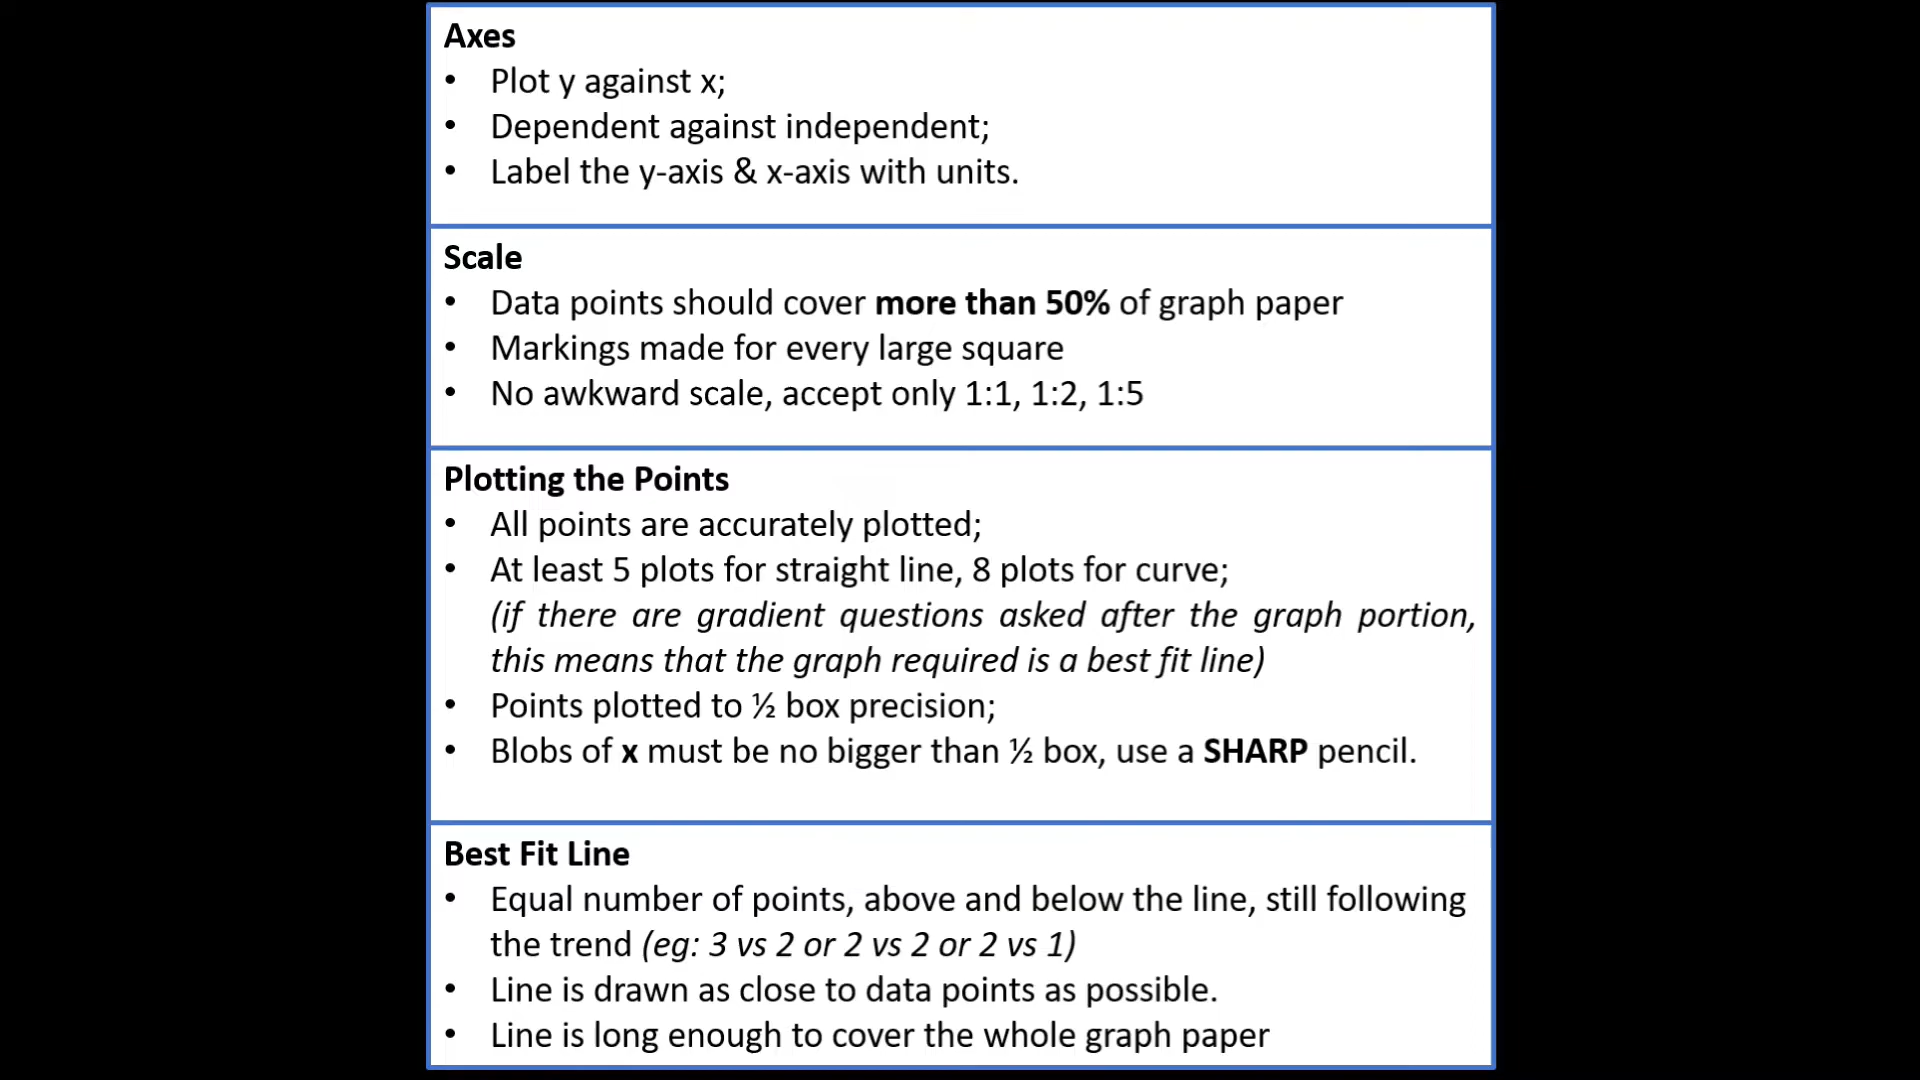 Axes
• Plot y against x;
• Dependent against independent;
• Label the y-axis & x-axis with units.
Scale
• Data points should cover more than 50% of graph paper
• Markings made for every large square
• No awkward scale, accept only 1:1, 1:2, 1:5
Plotting the Points
• All points are accurately plotted;
• At least 5 plots for straight line, 8 plots for curve;
(if there are gradient questions asked after the graph portion,
this means that the graph required is a best fit line)
• Points plotted to ½ box precision;
• Blobs of x must be no bigger than ½ box, use a SHARP pencil.
Best Fit Line
• Equal number of points, above and below the line, still following
the trend (eg: 3 vs 2 or 2 vs 2 or 2 vs 1)
• Line is drawn as close to data points as possible.
• Line is long enough to cover the whole graph paper